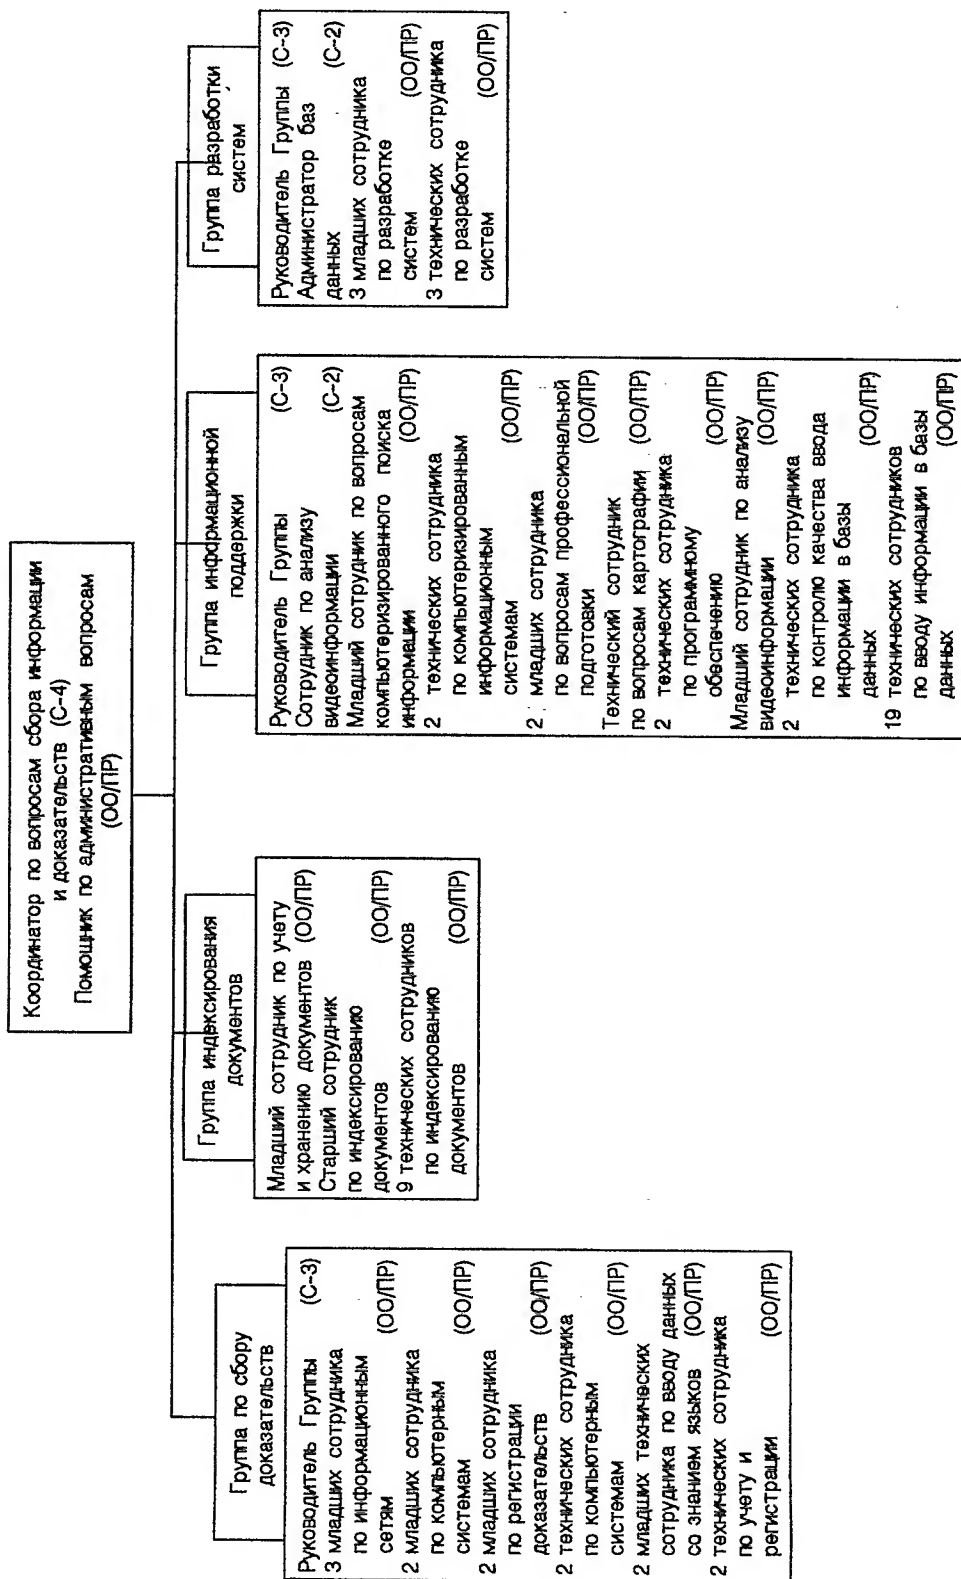 Координатор по вопросам сбора информации
и доказательств (С-4)
Помощник по административным вопросам
(ОО/ПР)
Группа по сбору
доказательств
Руководитель Группы (С-3)
3 младших сотрудника
по информационным
сетям (ОО/ПР)
2 младших сотрудника
по компьютерным
системам (ОО/ПР)
2 младших сотрудника
по регистрации
доказательств (ОО/ПР)
2 технических сотрудника
по компьютерным
системам (ОО/ПР)
2 младших технических
сотрудника по вводу данных
со знанием языков (ОО/ПР)
2 технических сотрудника
по учету и
регистрации (ОО/ПР)
Группа индексирования
документов
Младший сотрудник по учету
и хранению документов (ОО/ПР)
Старший сотрудник
по индексированию
документов (ОО/ПР)
9 технических сотрудников
по индексированию
документов (ОО/ПР)
Группа информационной
поддержки
Руководитель Группы (С-3)
Сотрудник по анализу
видеоинформации (С-2)
Младший сотрудник по вопросам
компьютеризированного поиска
информации (ОО/ПР)
2 технических сотрудника
по компьютеризированным
информационным
системам (ОО/ПР)
2 младших сотрудника
по вопросам профессиональной
подготовки (ОО/ПР)
Технический сотрудник
по вопросам картографии (ОО/ПР)
2 технических сотрудника
по программному
обеспечению (ОО/ПР)
Младший сотрудник по анализу
видеоинформации (ОО/ПР)
2 технических сотрудника
по контролю качества ввода
информации в базы
данных (ОО/ПР)
19 технических сотрудников
по вводу информации в базы
данных (ОО/ПР)
Группа разработки
систем
Руководитель Группы (С-3)
Администратор баз
данных (С-2)
3 младших сотрудника
по разработке
систем (ОО/ПР)
3 технических сотрудника
по разработке
систем (ОО/ПР)